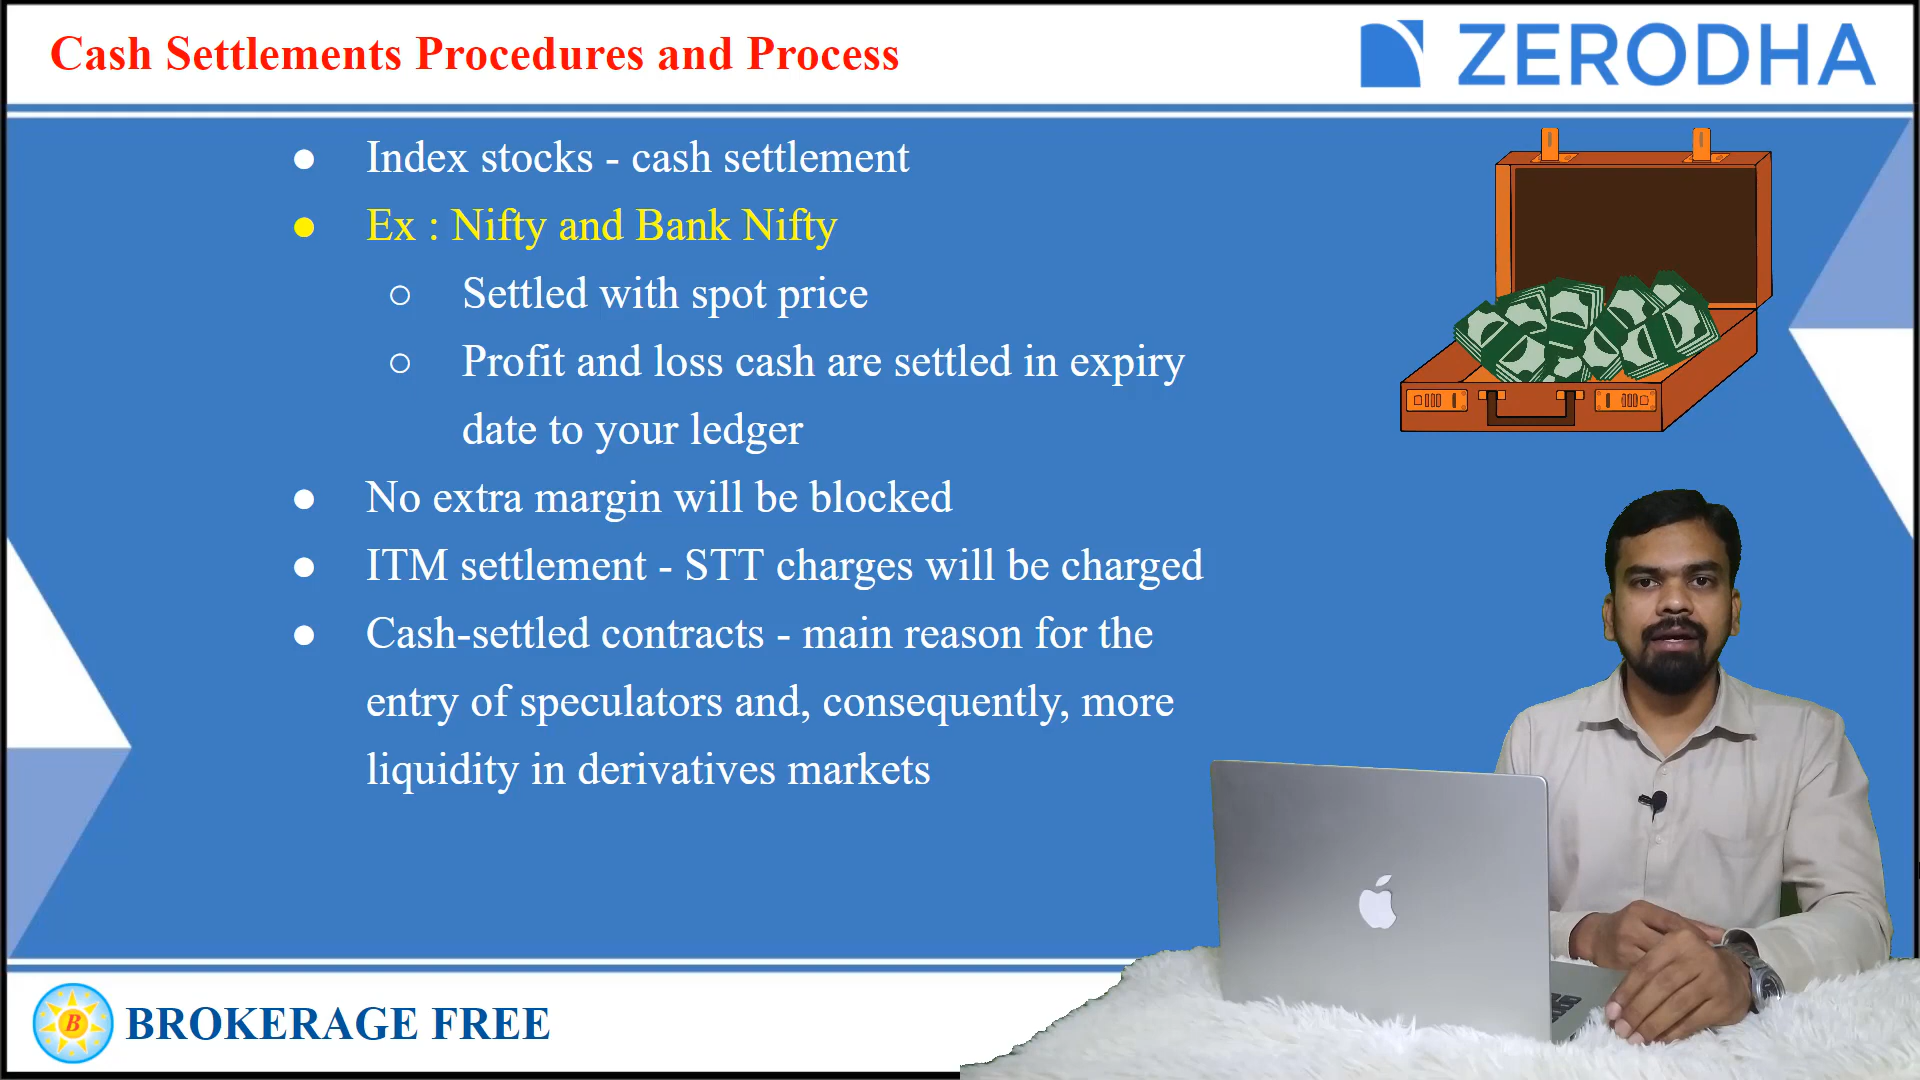 Cash Settlements Procedures and Process
ZERODHA
● Index stocks - cash settlement
● Ex : Nifty and Bank Nifty
○ Settled with spot price
○ Profit and loss cash are settled in expiry
date to your ledger
● No extra margin will be blocked
● ITM settlement - STT charges will be charged
● Cash-settled contracts - main reason for the
entry of speculators and, consequently, more
liquidity in derivatives markets
B
BROKERAGE FREE